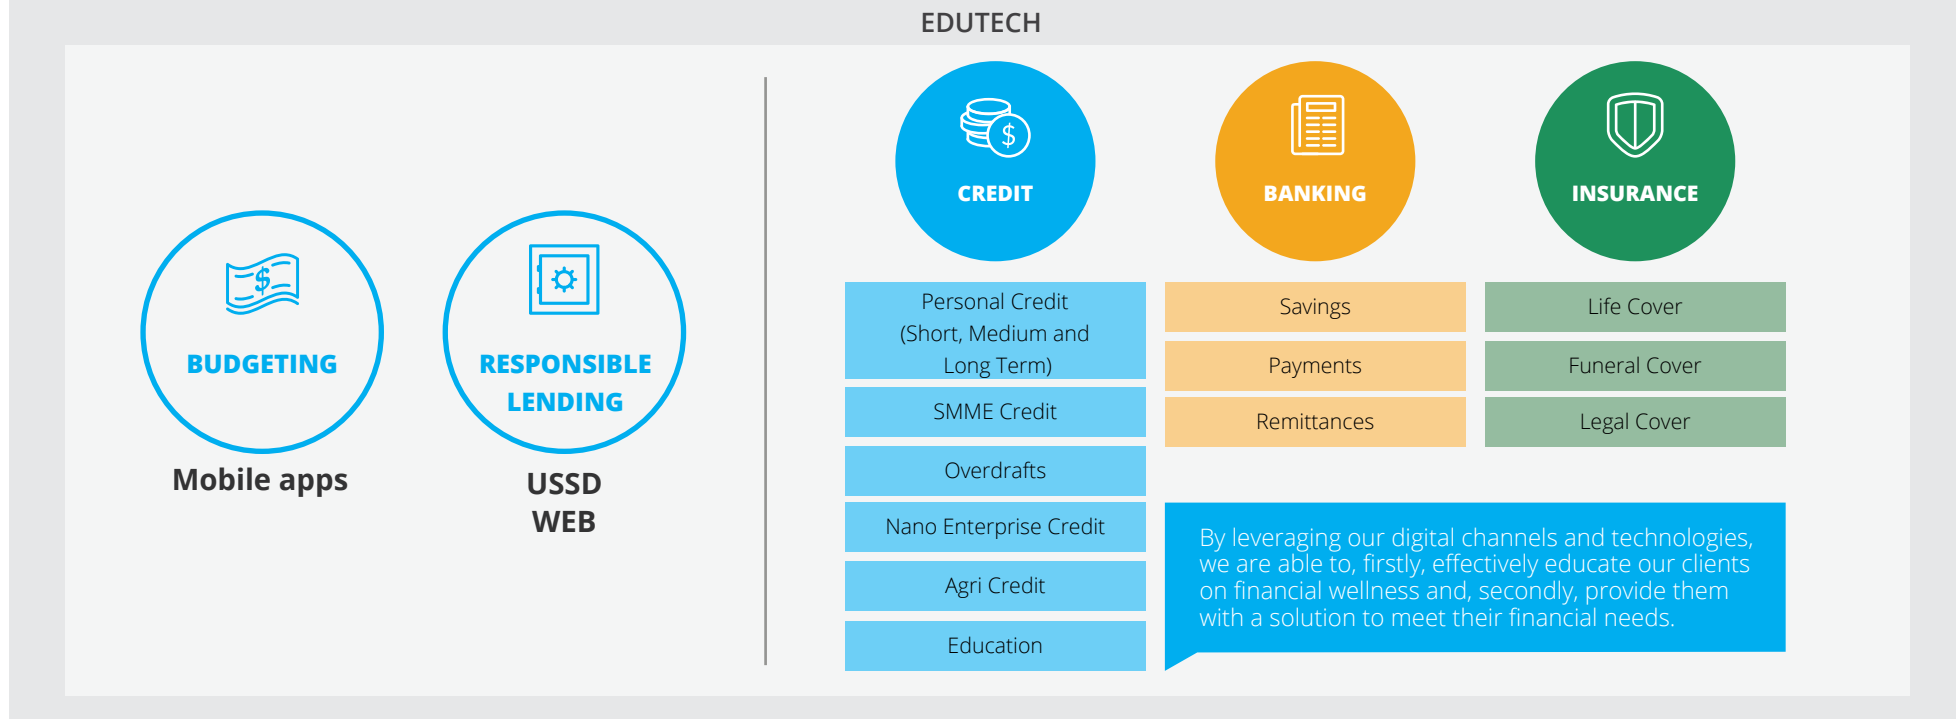 EDUTECH
BUDGETING
Mobile apps
RESPONSIBLE
LENDING
USSD
WEB
$
CREDIT
Personal Credit
(Short, Medium and
Long Term)
SMME Credit
Overdrafts
Nano Enterprise Credit
Agri Credit
Education
BANKING
Savings
Payments
Remittances
INSURANCE
Life Cover
Funeral Cover
Legal Cover
By leveraging our digital channels and technologies,
we are able to, firstly, effectively educate our clients
on financial wellness and, secondly, provide them
with a solution to meet their financial needs.